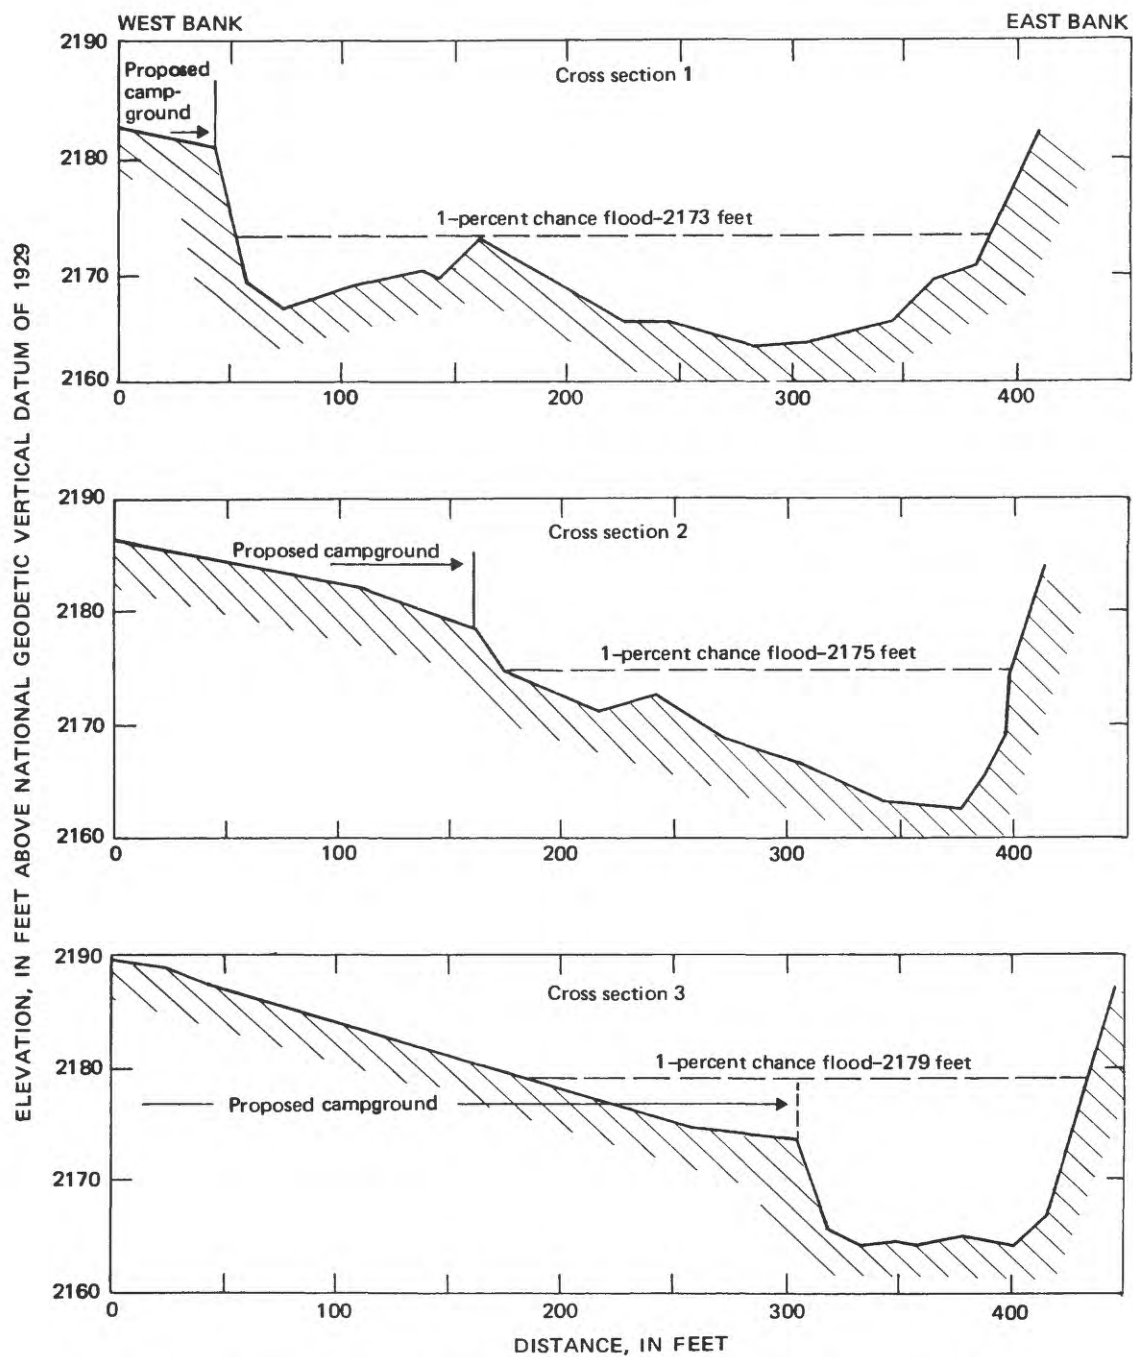 WEST BANK
EAST BANK
ELEVATION, IN FEET ABOVE NATIONAL GEODETIC VERTICAL DATUM OF 1929
2190
2180
2170
2160
Proposed
camp-
ground
Cross section 1
1-percent chance flood-2173 feet
0 100 200 300 400
2190
2180
2170
2160
Cross section 2
Proposed campground
1-percent chance flood-2175 feet
0 100 200 300 400
2190
2180
2170
2160
Cross section 3
1-percent chance flood-2179 feet
Proposed campground
0 100 200 300 400
DISTANCE, IN FEET